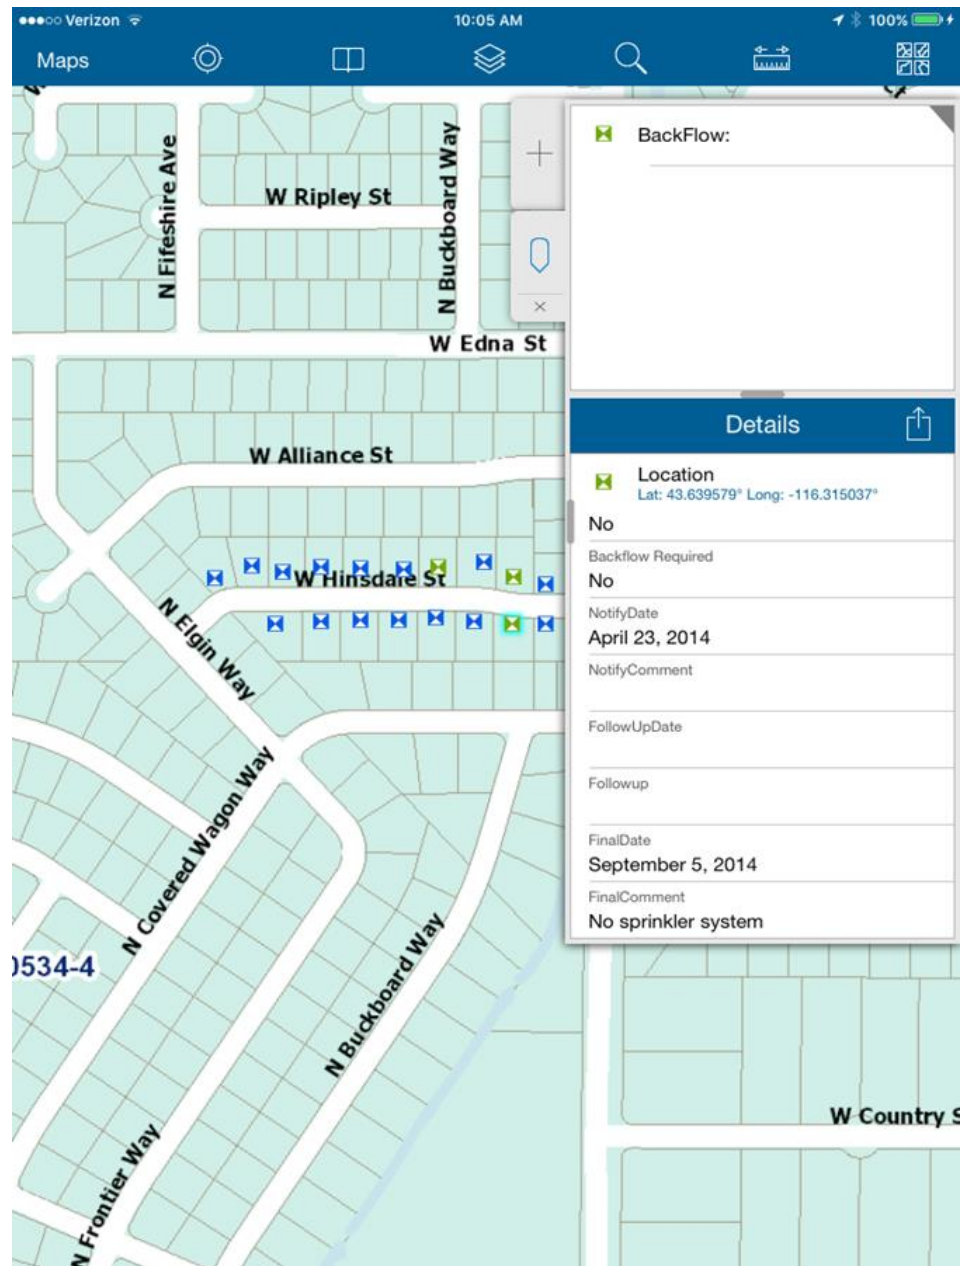 Verizon
10:05 AM
100%
Maps
BackFlow:
N Fifeshire Ave
W Ripley St
N Buckboard Way
W Edna St
W Alliance St
W Hinsdale St
N Elgin Way
N Covered Wagon Way
0534-4
N Buckboard Way
N Frontier Way
W Country S
Details
Location
Lat: 43.639579° Long: -116.315037°
No
Backflow Required
No
NotifyDate
April 23, 2014
NotifyComment
FollowUpDate
Followup
FinalDate
September 5, 2014
FinalComment
No sprinkler system